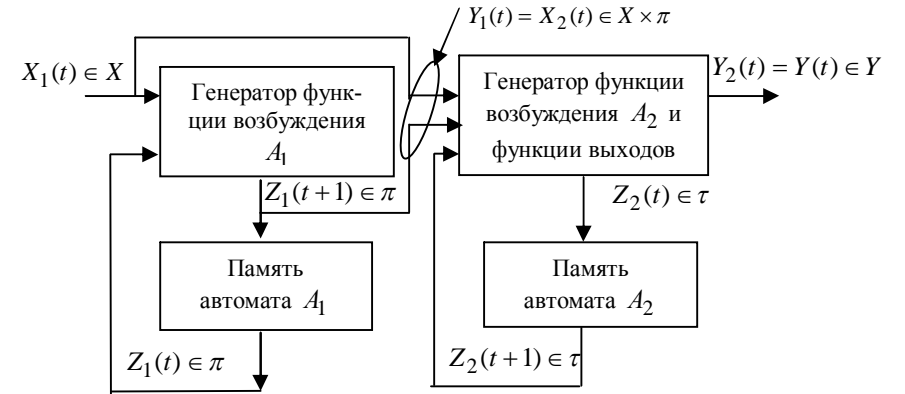 Y₁(t) = X₂(t) ∈ X × π
X₁(t) ∈ X
Генератор функ-
ции возбуждения
A₁
Генератор функции
возбуждения A₂ и
функции выходов
Y₂(t) = Y(t) ∈ Y
Z₁(t+1) ∈ π
Z₂(t) ∈ τ
Память
автомата A₁
Память
автомата A₂
Z₁(t) ∈ π
Z₂(t+1) ∈ τ